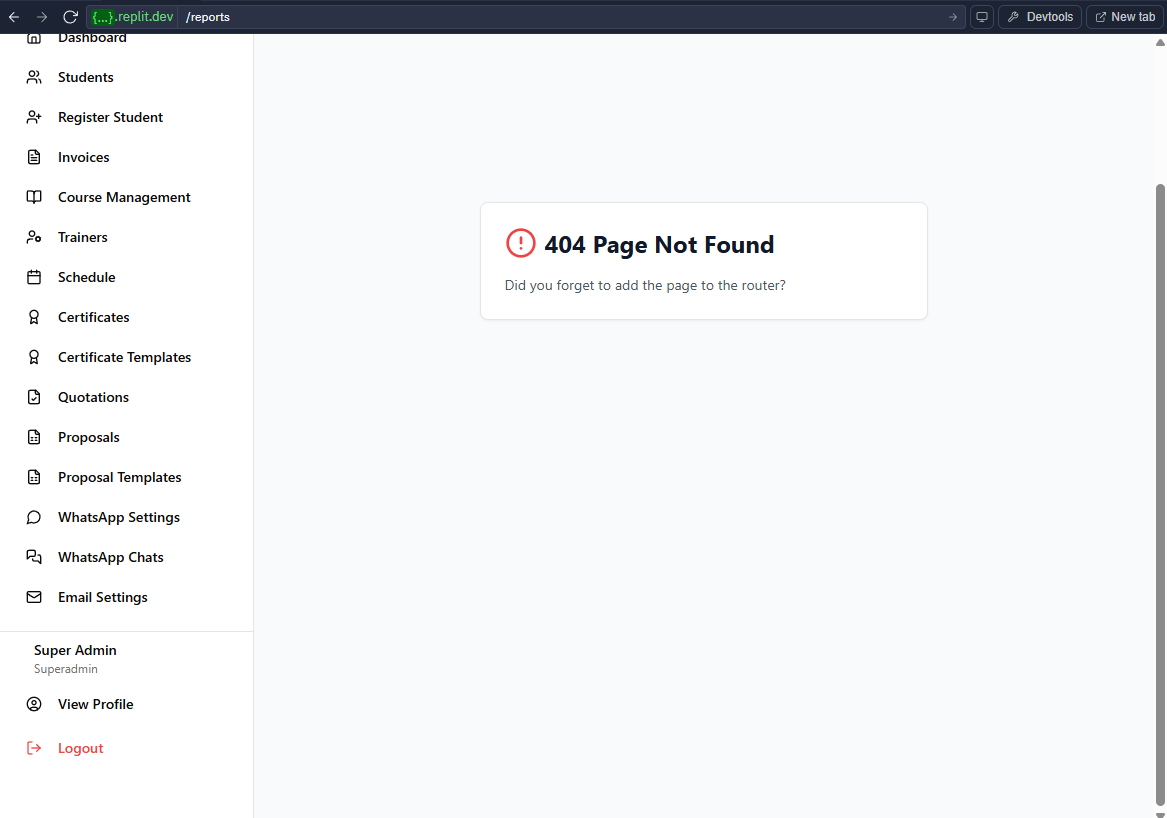 {...}.replit.dev /reports
Devtools
New tab
Dashboard
Students
Register Student
Invoices
Course Management
Trainers
Schedule
Certificates
Certificate Templates
Quotations
Proposals
Proposal Templates
WhatsApp Settings
WhatsApp Chats
Email Settings
Super Admin
Superadmin
View Profile
Logout
404 Page Not Found
Did you forget to add the page to the router?